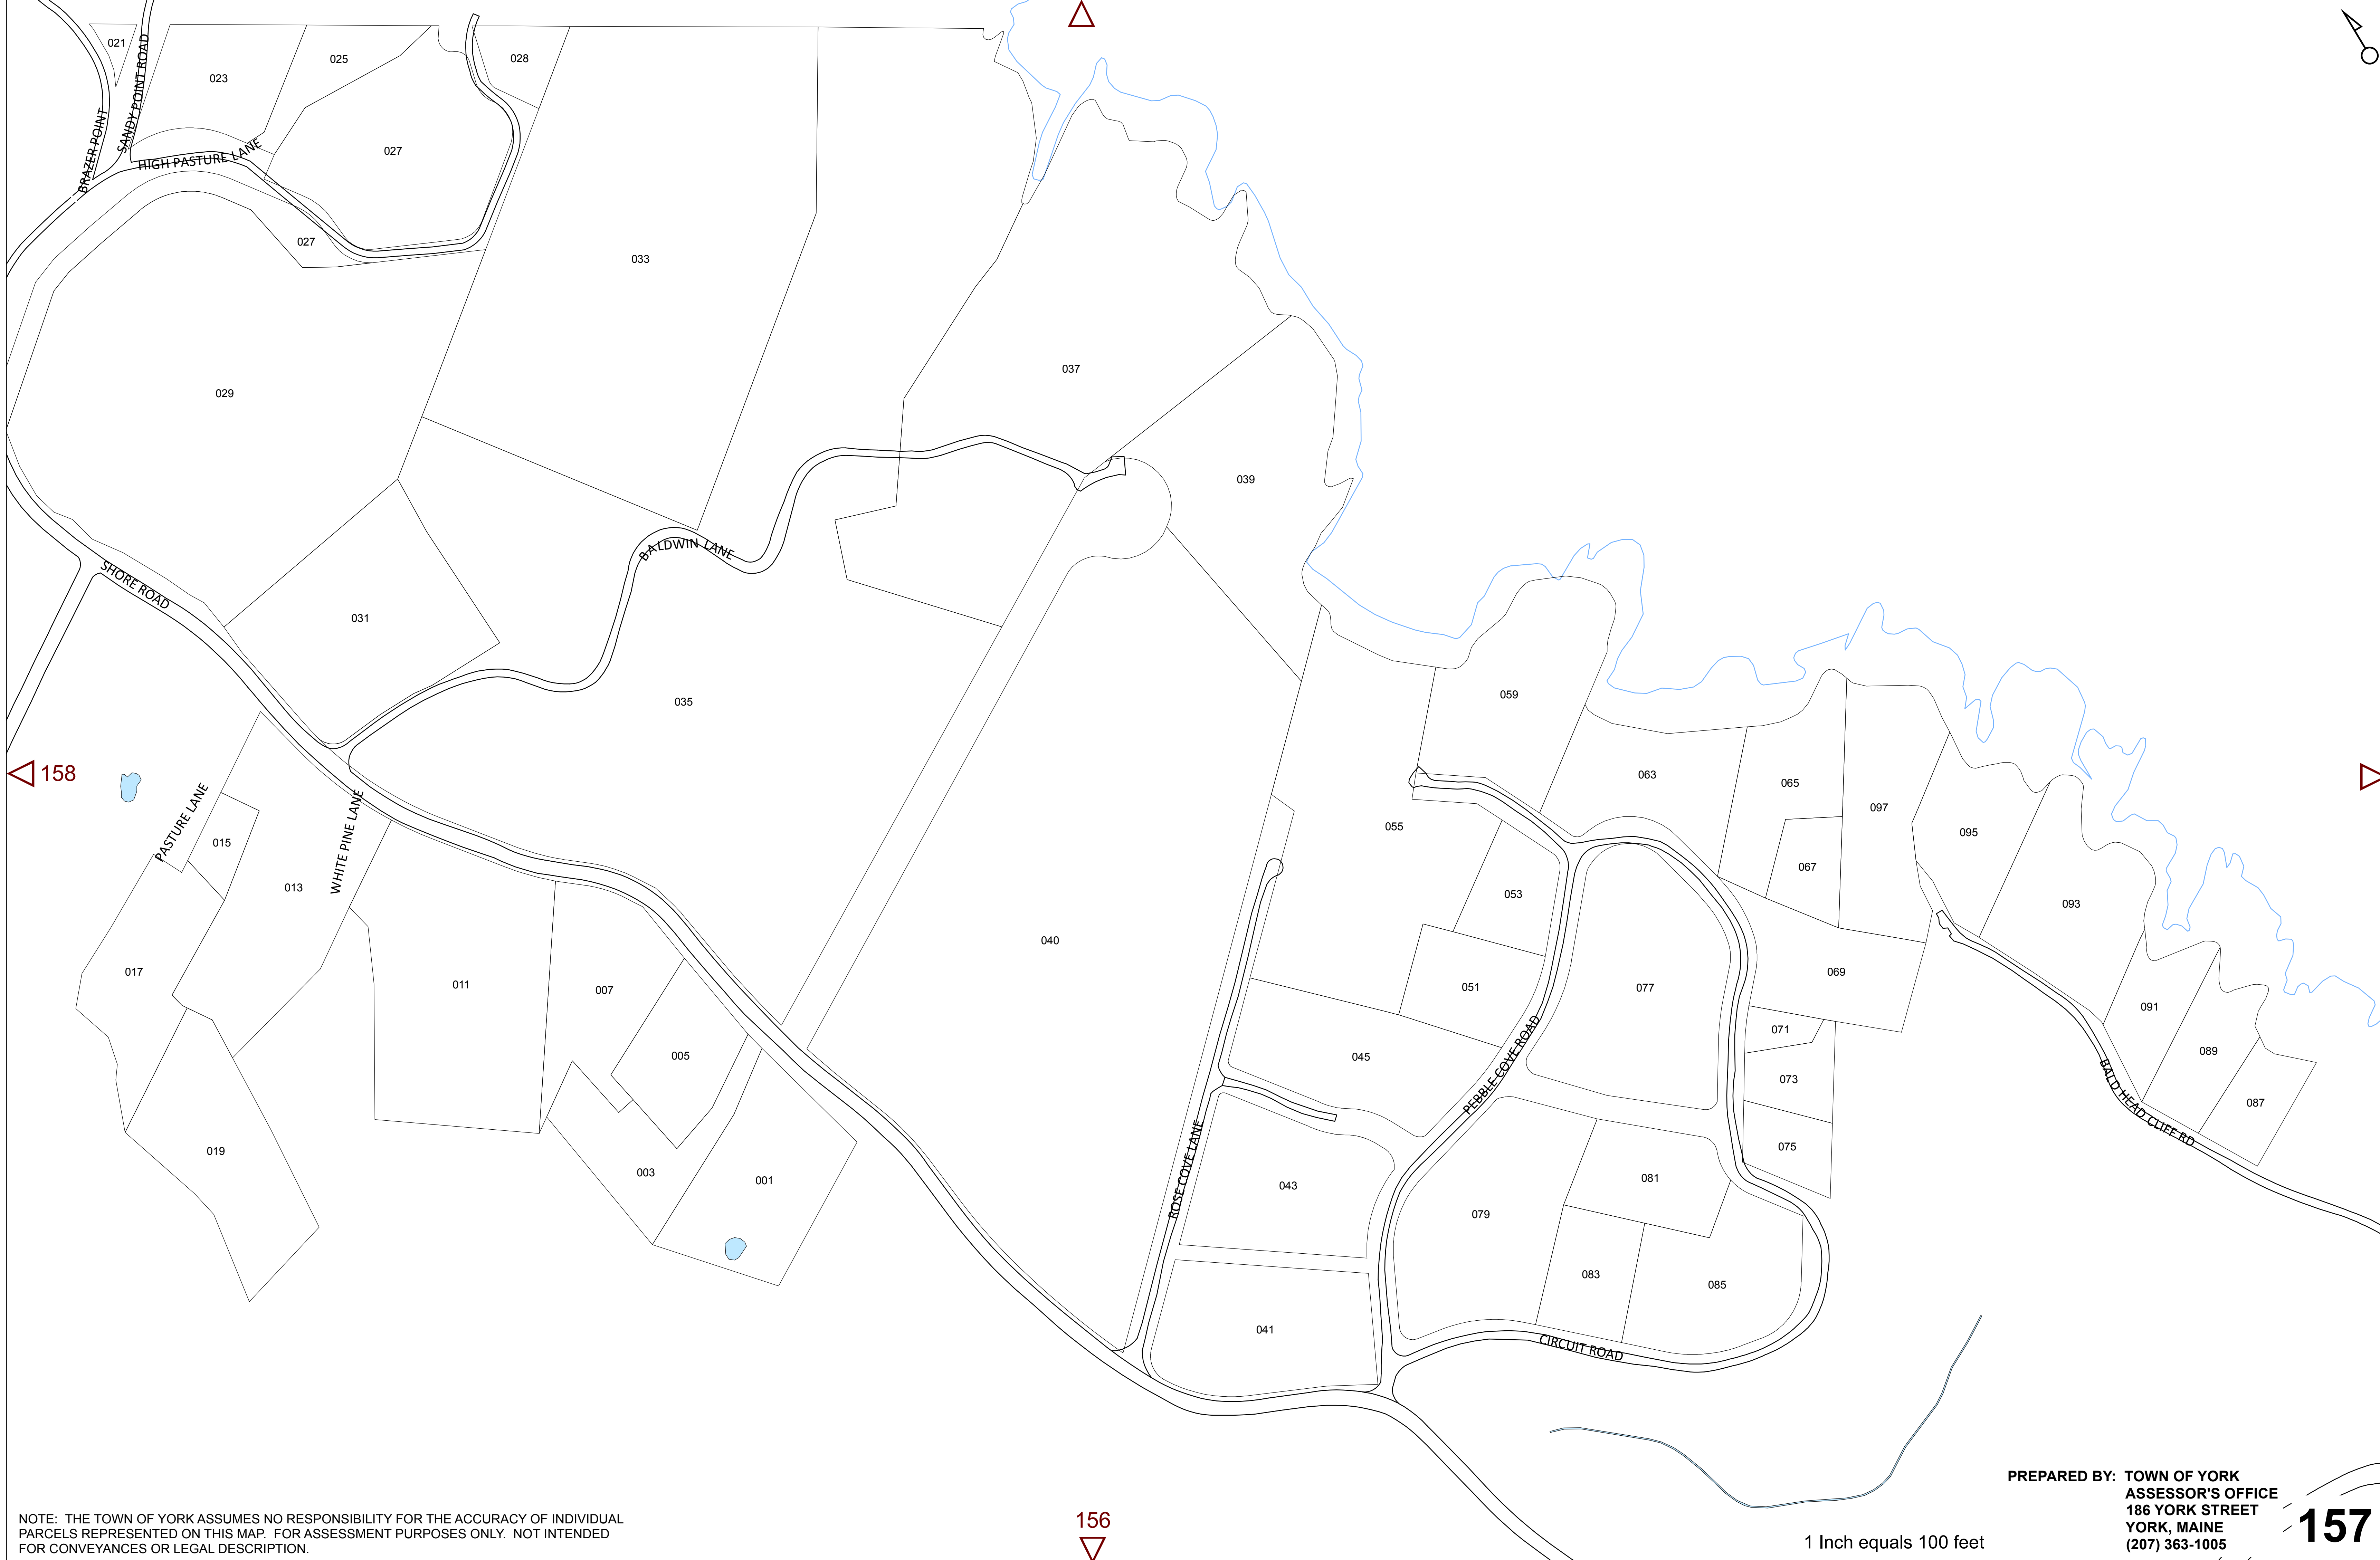 021
SANDY POINT ROAD
023
025
028
BRAZER POINT
HIGH PASTURE LANE
027
027
033
029
037
039
SHORE ROAD
BALDWIN LANE
031
035
059
158
063
065
097
055
095
PASTURE LANE
WHITE PINE LANE
015
013
067
053
093
040
017
011
007
051
077
069
091
005
045
071
073
089
PEBBLE COVE ROAD
BALD HEAD CLIFF RD
087
019
003
001
ROSE COVE LANE
043
075
081
079
083
085
041
CIRCUIT ROAD
PREPARED BY: TOWN OF YORK
ASSESSOR'S OFFICE
186 YORK STREET
YORK, MAINE
(207) 363-1005
157
156
1 Inch equals 100 feet
NOTE: THE TOWN OF YORK ASSUMES NO RESPONSIBILITY FOR THE ACCURACY OF INDIVIDUAL
PARCELS REPRESENTED ON THIS MAP. FOR ASSESSMENT PURPOSES ONLY. NOT INTENDED
FOR CONVEYANCES OR LEGAL DESCRIPTION.